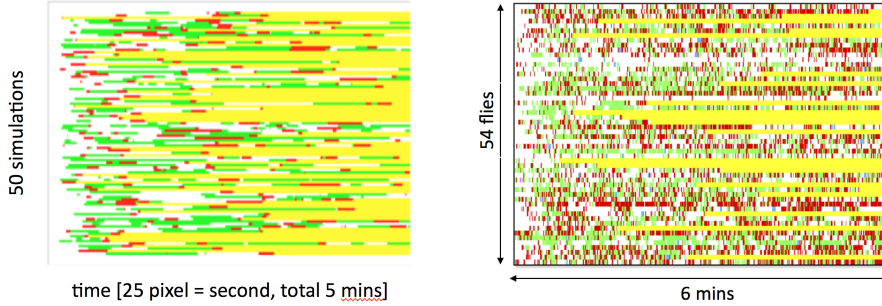 50 simulations
time [25 pixel = second, total 5 mins]
54 flies
6 mins